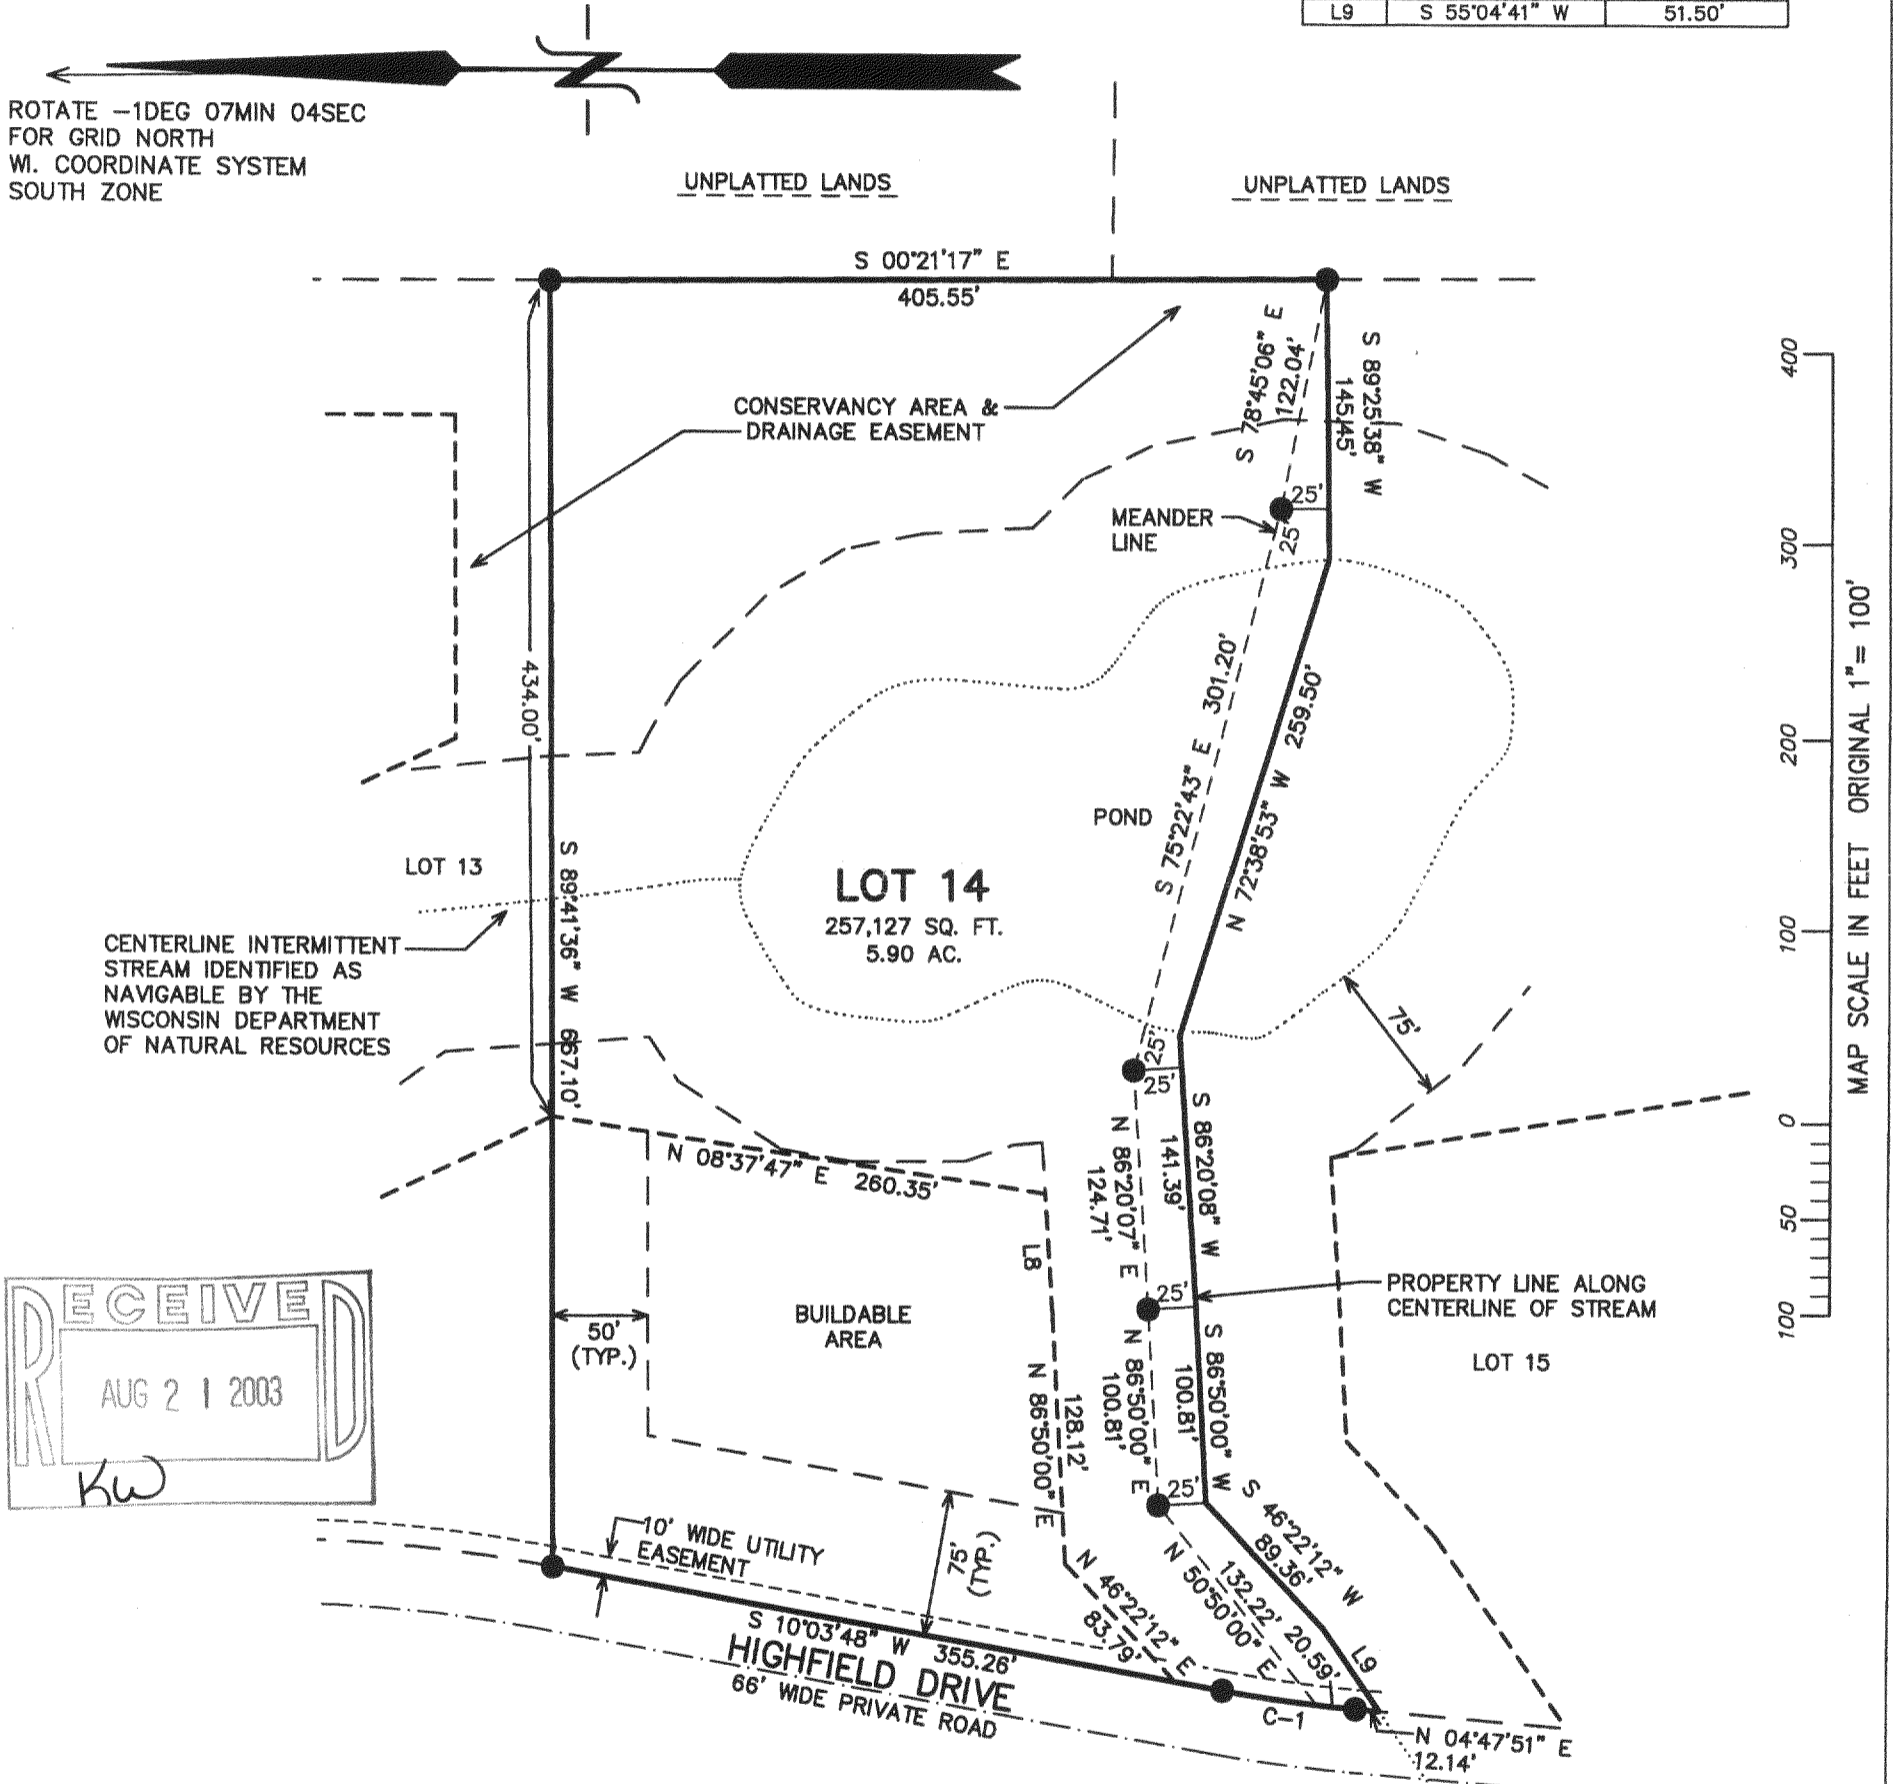 L9 S 55°04'41" W 51.50'
ROTATE -1DEG 07MIN 04SEC
FOR GRID NORTH
WI. COORDINATE SYSTEM
SOUTH ZONE
UNPLATTED LANDS
UNPLATTED LANDS
S 00°21'17" E
405.55'
S 78°45'06" E
122.04'
S 89°25'38" W
145.45'
CONSERVANCY AREA &
DRAINAGE EASEMENT
MEANDER
LINE
25'
25'
434.00'
S 75°22'43" E 301.20'
N 72°38'53" W 259.50'
POND
LOT 13
LOT 14
257,127 SQ. FT.
5.90 AC.
S 89°41'36" W 667.10'
CENTERLINE INTERMITTENT
STREAM IDENTIFIED AS
NAVIGABLE BY THE
WISCONSIN DEPARTMENT
OF NATURAL RESOURCES
75'
25'
25'
N 08°37'47" E 260.35'
N 86°20'07" E
124.71'
S 86°20'08" W
141.39'
L8
BUILDABLE
AREA
50'
(TYP.)
25'
PROPERTY LINE ALONG
CENTERLINE OF STREAM
LOT 15
N 86°50'00" E
128.12'
N 86°50'00" E
100.81'
S 86°50'00" W
100.81'
25'
S 46°22'12" W
89.36'
10' WIDE UTILITY
EASEMENT
75'
(TYP.)
N 46°22'12" E
83.79'
N 50°50'00" E
132.22' 20.59'
L9
S 10°03'48" W 355.26'
HIGHFIELD DRIVE
66' WIDE PRIVATE ROAD
C-1
N 04°47'51" E
12.14'
RECEIVED
AUG 21 2003
KW
400
300
200
100
0
50
100
MAP SCALE IN FEET ORIGINAL 1"= 100'